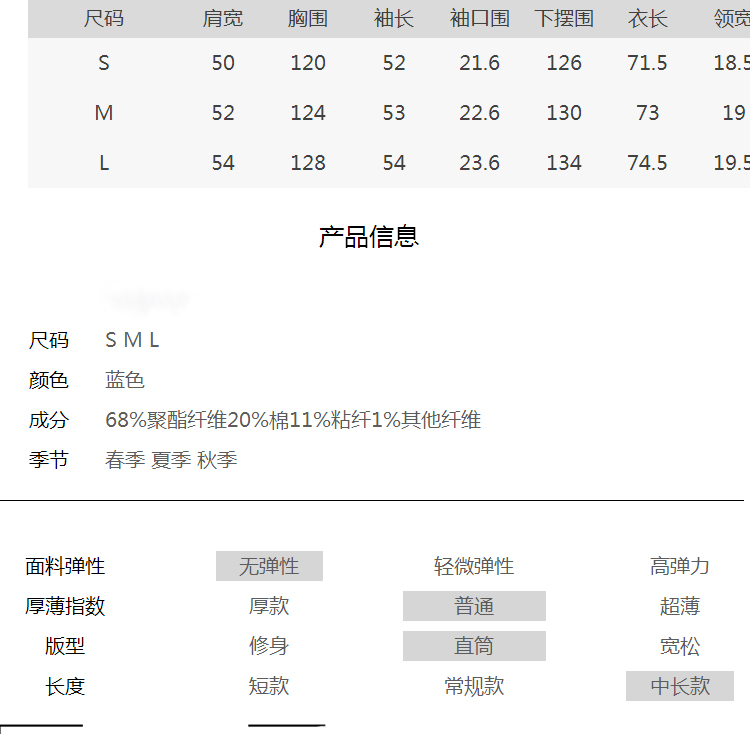 尺码 肩宽 胸围 袖长 袖口围 下摆围 衣长 领宽
S 50 120 52 21.6 126 71.5 18.5
M 52 124 53 22.6 130 73 19
L 54 128 54 23.6 134 74.5 19.5
产品信息
尺码 S M L
颜色 蓝色
成分 68%聚酯纤维20%棉11%粘纤1%其他纤维
季节 春季 夏季 秋季
面料弹性 无弹性 轻微弹性 高弹力
厚薄指数 厚款 普通 超薄
版型 修身 直筒 宽松
长度 短款 常规款 中长款